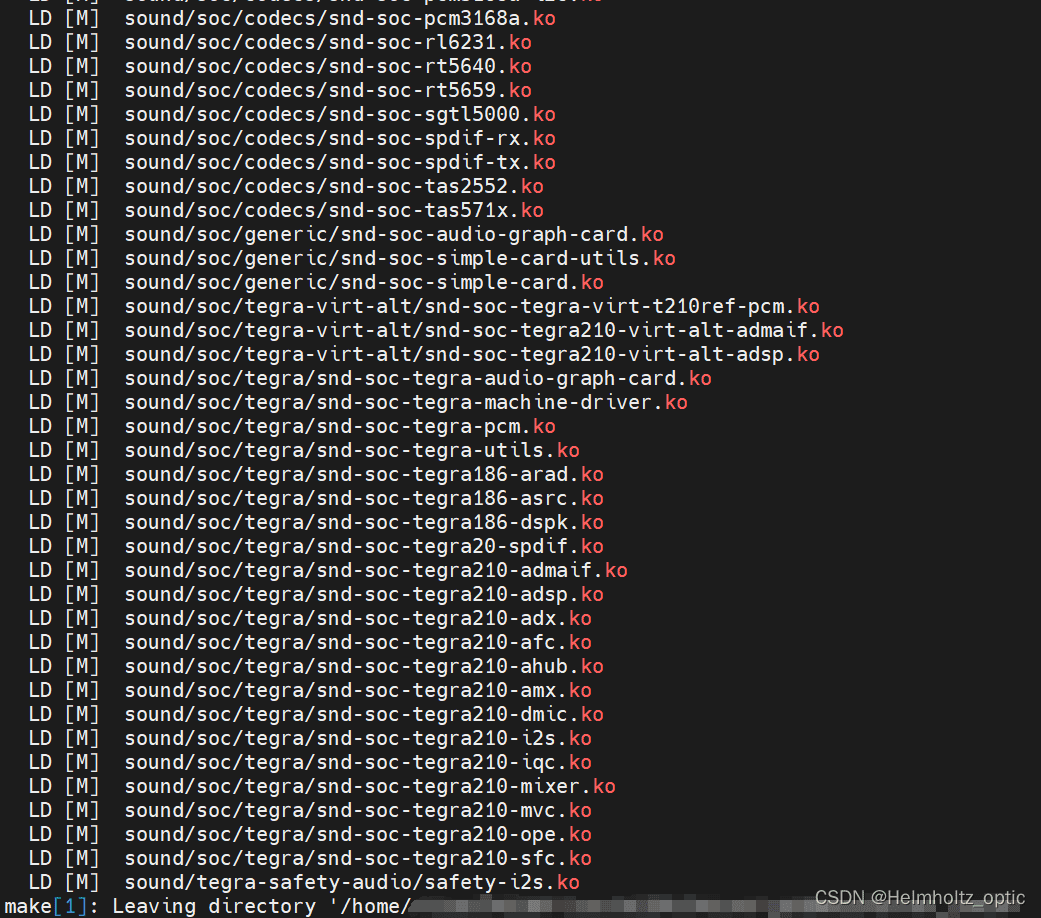 LD [M] sound/soc/codecs/snd-soc-pcm3168a.ko
LD [M] sound/soc/codecs/snd-soc-rl6231.ko
LD [M] sound/soc/codecs/snd-soc-rt5640.ko
LD [M] sound/soc/codecs/snd-soc-rt5659.ko
LD [M] sound/soc/codecs/snd-soc-sgtl5000.ko
LD [M] sound/soc/codecs/snd-soc-spdif-rx.ko
LD [M] sound/soc/codecs/snd-soc-spdif-tx.ko
LD [M] sound/soc/codecs/snd-soc-tas2552.ko
LD [M] sound/soc/codecs/snd-soc-tas571x.ko
LD [M] sound/soc/generic/snd-soc-audio-graph-card.ko
LD [M] sound/soc/generic/snd-soc-simple-card-utils.ko
LD [M] sound/soc/generic/snd-soc-simple-card.ko
LD [M] sound/soc/tegra-virt-alt/snd-soc-tegra-virt-t210ref-pcm.ko
LD [M] sound/soc/tegra-virt-alt/snd-soc-tegra210-virt-alt-admaif.ko
LD [M] sound/soc/tegra-virt-alt/snd-soc-tegra210-virt-alt-adsp.ko
LD [M] sound/soc/tegra/snd-soc-tegra-audio-graph-card.ko
LD [M] sound/soc/tegra/snd-soc-tegra-machine-driver.ko
LD [M] sound/soc/tegra/snd-soc-tegra-pcm.ko
LD [M] sound/soc/tegra/snd-soc-tegra-utils.ko
LD [M] sound/soc/tegra/snd-soc-tegra186-arad.ko
LD [M] sound/soc/tegra/snd-soc-tegra186-asrc.ko
LD [M] sound/soc/tegra/snd-soc-tegra186-dspk.ko
LD [M] sound/soc/tegra/snd-soc-tegra20-spdif.ko
LD [M] sound/soc/tegra/snd-soc-tegra210-admaif.ko
LD [M] sound/soc/tegra/snd-soc-tegra210-adsp.ko
LD [M] sound/soc/tegra/snd-soc-tegra210-adx.ko
LD [M] sound/soc/tegra/snd-soc-tegra210-afc.ko
LD [M] sound/soc/tegra/snd-soc-tegra210-ahub.ko
LD [M] sound/soc/tegra/snd-soc-tegra210-amx.ko
LD [M] sound/soc/tegra/snd-soc-tegra210-dmic.ko
LD [M] sound/soc/tegra/snd-soc-tegra210-i2s.ko
LD [M] sound/soc/tegra/snd-soc-tegra210-iqc.ko
LD [M] sound/soc/tegra/snd-soc-tegra210-mixer.ko
LD [M] sound/soc/tegra/snd-soc-tegra210-mvc.ko
LD [M] sound/soc/tegra/snd-soc-tegra210-ope.ko
LD [M] sound/soc/tegra/snd-soc-tegra210-sfc.ko
LD [M] sound/tegra-safety-audio/safety-i2s.ko
make[1]: Leaving directory '/home/
CSDN @Helmholtz_optic